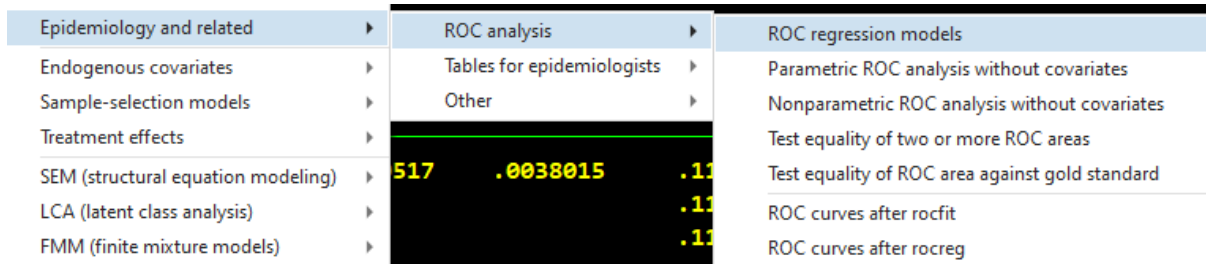 Epidemiology and related
Endogenous covariates
Sample-selection models
Treatment effects
SEM (structural equation modeling)
LCA (latent class analysis)
FMM (finite mixture models)
ROC analysis
Tables for epidemiologists
Other
517 .0038015 .11
.11
.11
ROC regression models
Parametric ROC analysis without covariates
Nonparametric ROC analysis without covariates
Test equality of two or more ROC areas
Test equality of ROC area against gold standard
ROC curves after rocfit
ROC curves after rocreg